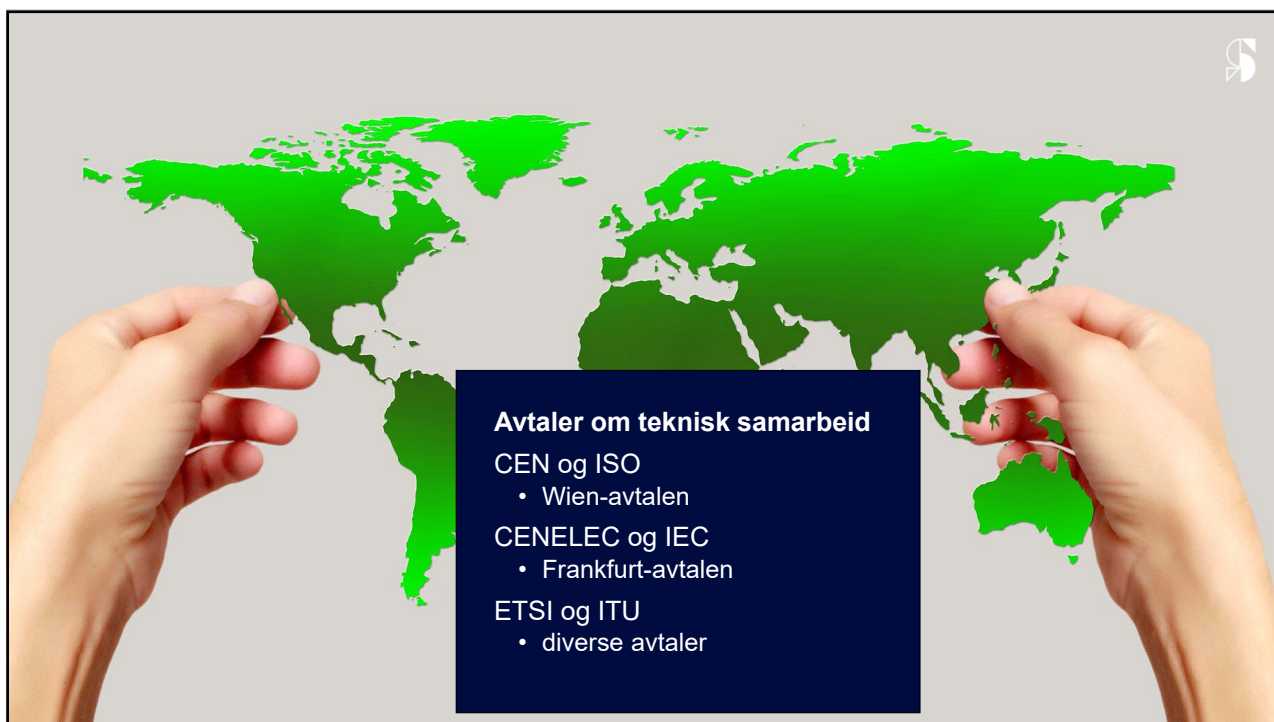 Avtaler om teknisk samarbeid
CEN og ISO
• Wien-avtalen
CENELEC og IEC
• Frankfurt-avtalen
ETSI og ITU
• diverse avtaler